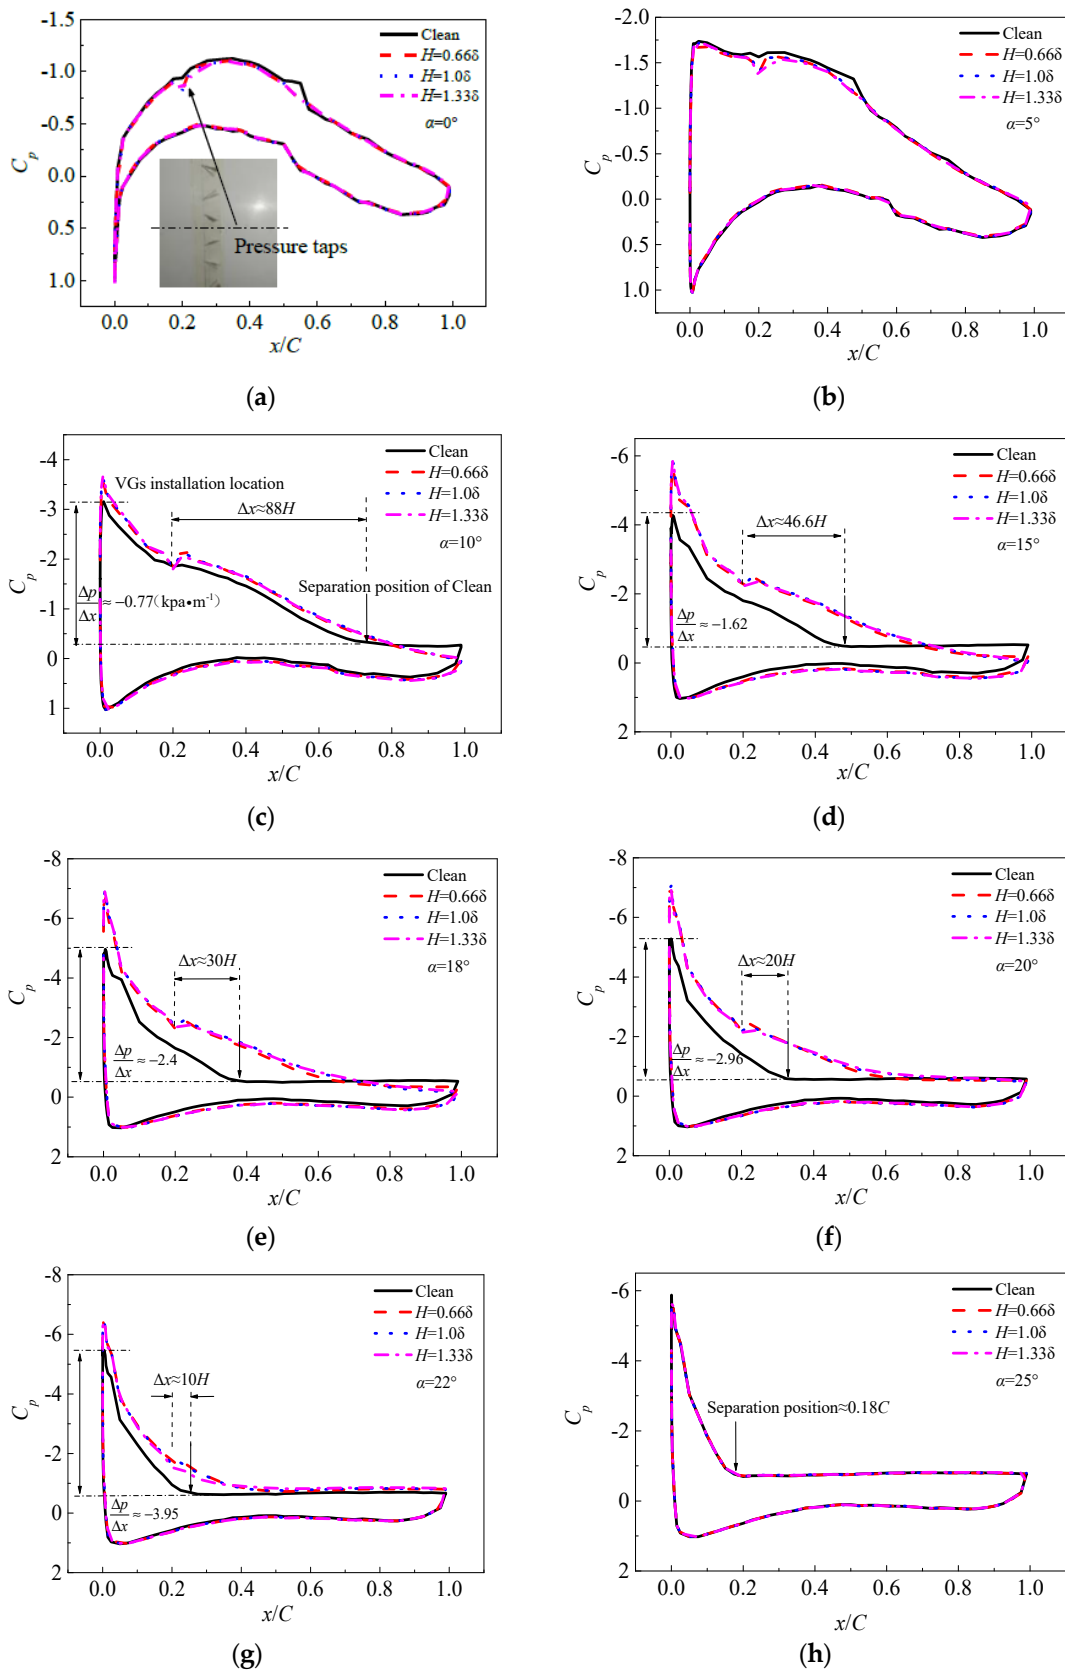 -1.5
-1.0
-0.5
0.0
0.5
1.0
C_p
Clean
H=0.66δ
H=1.0δ
H=1.33δ
α=0°
Pressure taps
0.0 0.2 0.4 0.6 0.8 1.0
x/C
(a)
-2.0
-1.5
-1.0
-0.5
0.0
0.5
1.0
C_p
Clean
H=0.66δ
H=1.0δ
H=1.33δ
α=5°
0.0 0.2 0.4 0.6 0.8 1.0
x/C
(b)
-4
-3
-2
-1
0
1
C_p
Clean
H=0.66δ
H=1.0δ
H=1.33δ
α=10°
VGs installation location
Δx≈88H
Separation position of Clean
Δp/Δx ≈ −0.77(kpa•m⁻¹)
0.0 0.2 0.4 0.6 0.8 1.0
x/C
(c)
-6
-4
-2
0
2
C_p
Clean
H=0.66δ
H=1.0δ
H=1.33δ
α=15°
Δx≈46.6H
Δp/Δx ≈ −1.62
0.0 0.2 0.4 0.6 0.8 1.0
x/C
(d)
-8
-6
-4
-2
0
2
C_p
Clean
H=0.66δ
H=1.0δ
H=1.33δ
α=18°
Δx≈30H
Δp/Δx ≈ −2.4
0.0 0.2 0.4 0.6 0.8 1.0
x/C
(e)
-8
-6
-4
-2
0
2
C_p
Clean
H=0.66δ
H=1.0δ
H=1.33δ
α=20°
Δx≈20H
Δp/Δx ≈ −2.96
0.0 0.2 0.4 0.6 0.8 1.0
x/C
(f)
-8
-6
-4
-2
0
2
C_p
Clean
H=0.66δ
H=1.0δ
H=1.33δ
α=22°
Δx≈10H
Δp/Δx ≈ −3.95
0.0 0.2 0.4 0.6 0.8 1.0
x/C
(g)
-6
-4
-2
0
2
C_p
Clean
H=0.66δ
H=1.0δ
H=1.33δ
α=25°
Separation position≈0.18C
0.0 0.2 0.4 0.6 0.8 1.0
x/C
(h)